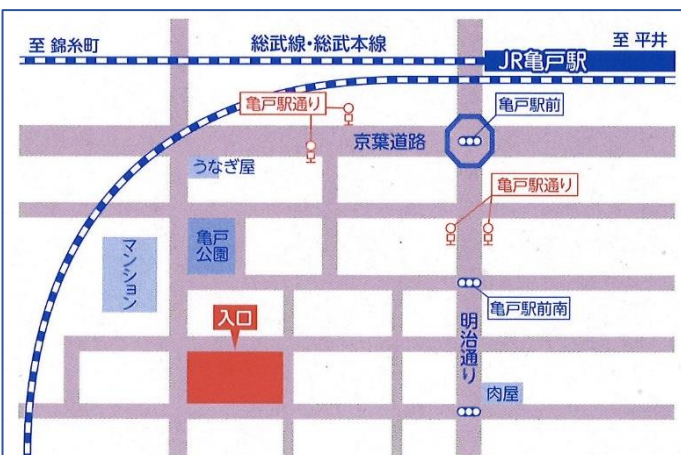 至 錦糸町
総武線・総武本線
至 平井
JR亀戸駅
亀戸駅通り
亀戸駅前
京葉道路
うなぎ屋
亀戸駅通り
亀戸
公園
マンション
入口
亀戸駅前南
明治通り
肉屋